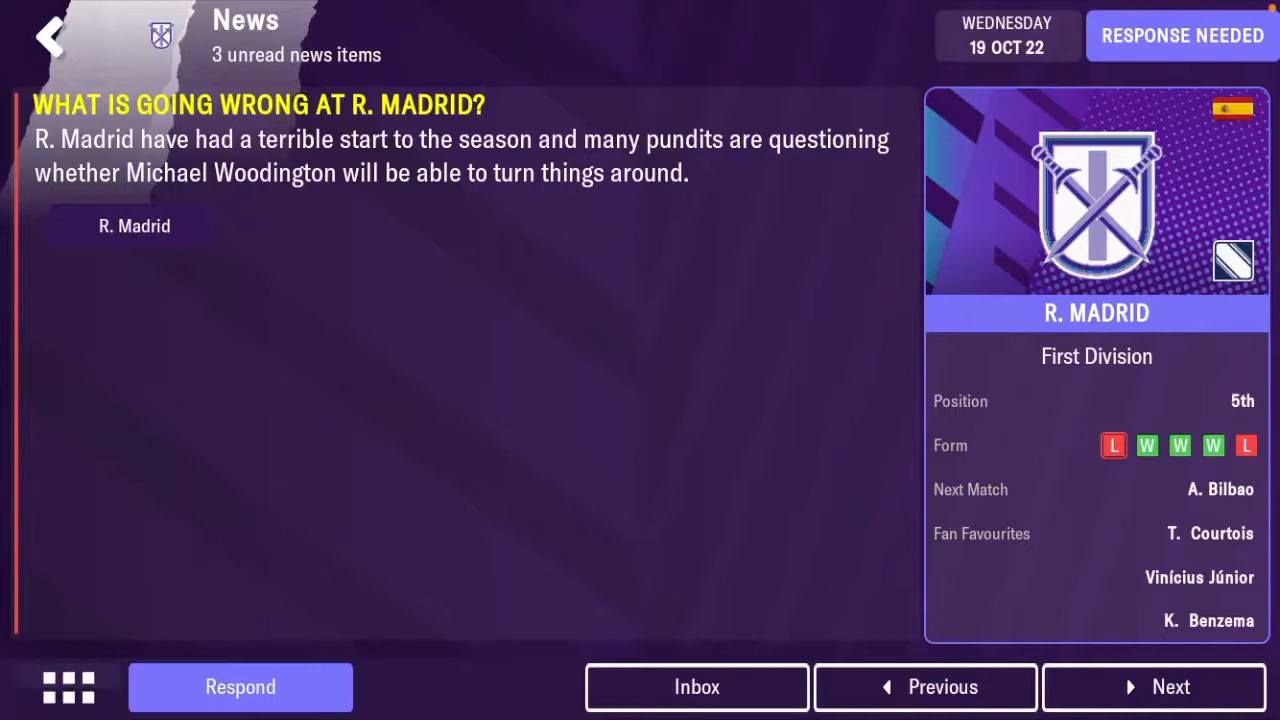 News
3 unread news items
WEDNESDAY
19 OCT 22
RESPONSE NEEDED
WHAT IS GOING WRONG AT R. MADRID?
R. Madrid have had a terrible start to the season and many pundits are questioning
whether Michael Woodington will be able to turn things around.
R. Madrid
R. MADRID
First Division
Position 5th
Form L W W W L
Next Match A. Bilbao
Fan Favourites T. Courtois
Vinícius Júnior
K. Benzema
Respond
Inbox
Previous
Next